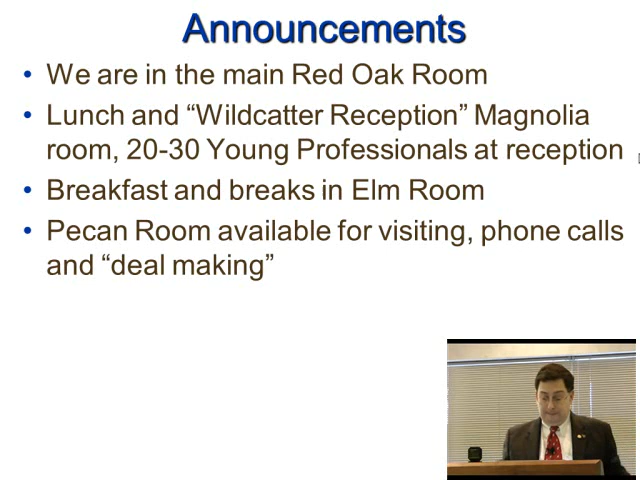 Announcements
• We are in the main Red Oak Room
• Lunch and “Wildcatter Reception” Magnolia
room, 20-30 Young Professionals at reception
• Breakfast and breaks in Elm Room
• Pecan Room available for visiting, phone calls
and “deal making”